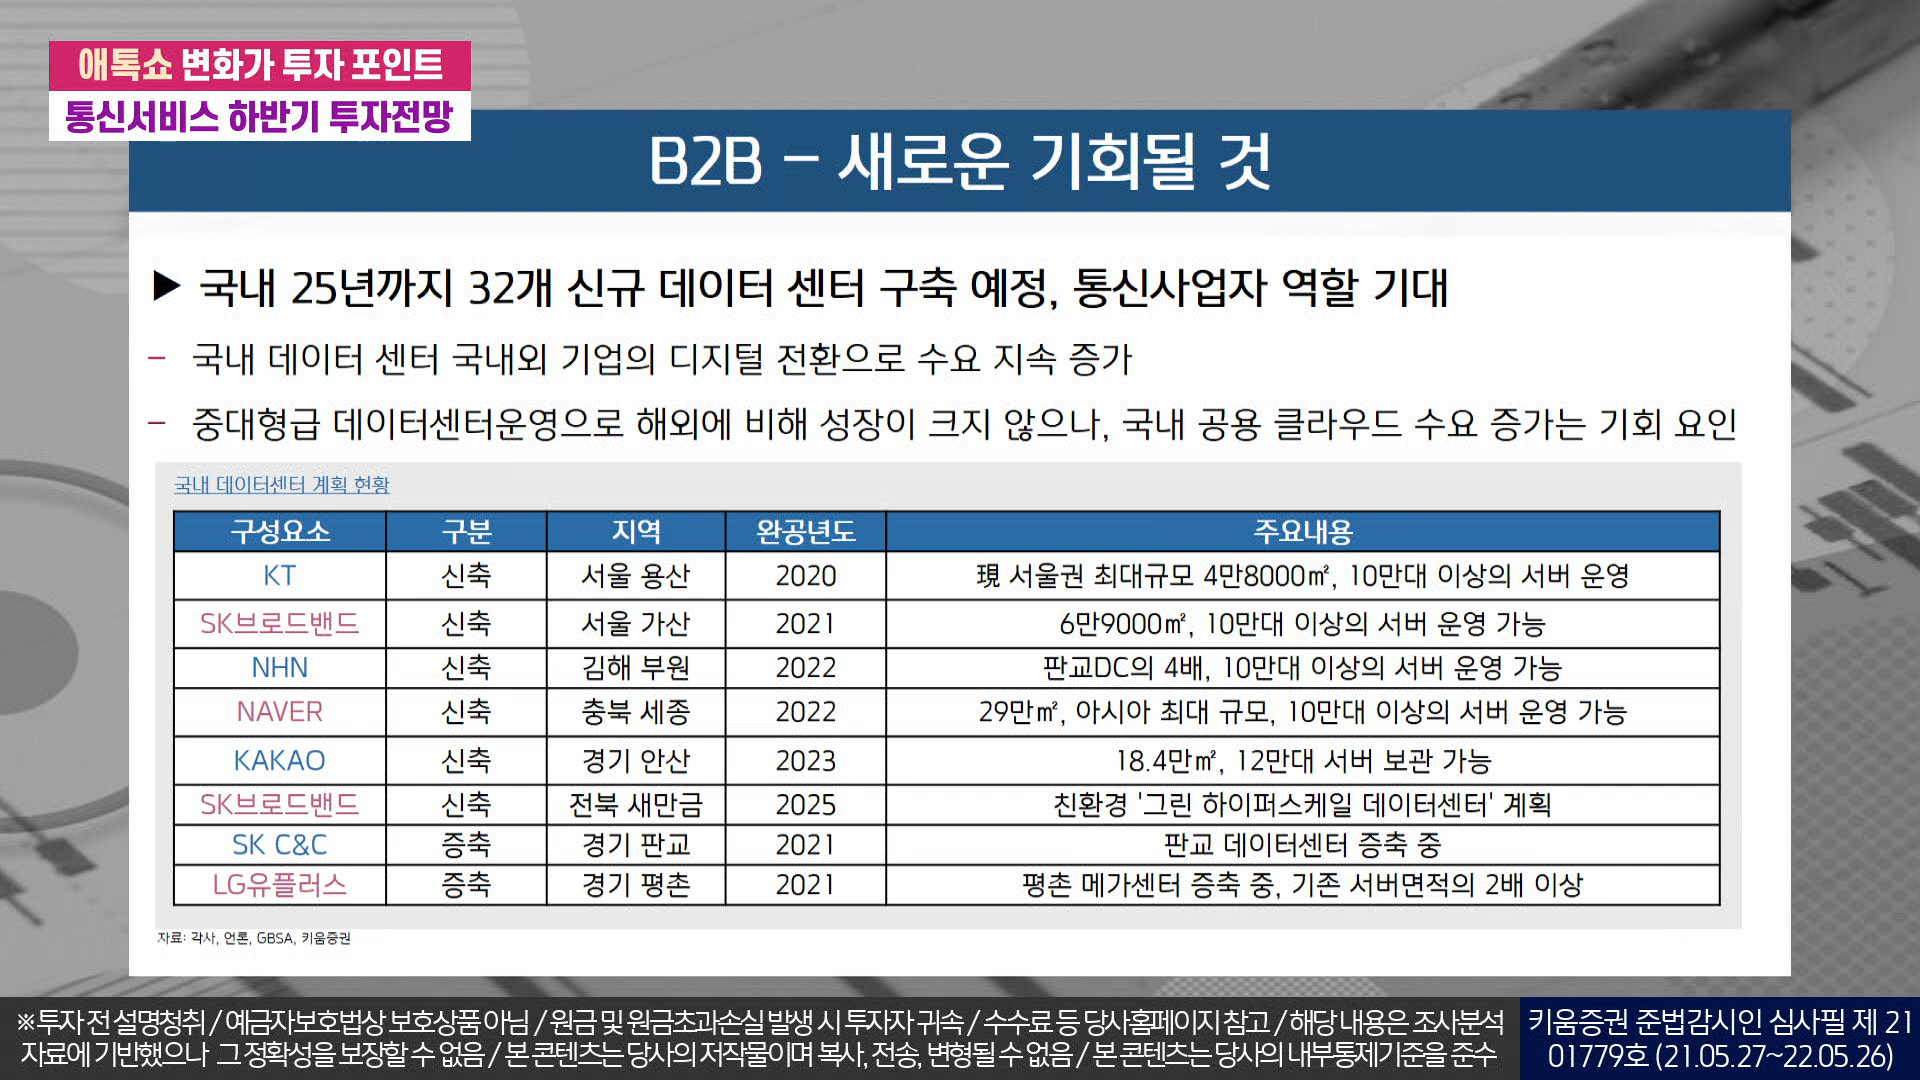 애톡쇼 변화가 투자 포인트
통신서비스 하반기 투자전망
B2B – 새로운 기회될 것
▶ 국내 25년까지 32개 신규 데이터 센터 구축 예정, 통신사업자 역할 기대
– 국내 데이터 센터 국내외 기업의 디지털 전환으로 수요 지속 증가
– 중대형급 데이터센터운영으로 해외에 비해 성장이 크지 않으나, 국내 공용 클라우드 수요 증가는 기회 요인
국내 데이터센터 계획 현황
구성요소 구분 지역 완공년도 주요내용
KT 신축 서울 용산 2020 現 서울권 최대규모 4만8000㎡, 10만대 이상의 서버 운영
SK브로드밴드 신축 서울 가산 2021 6만9000㎡, 10만대 이상의 서버 운영 가능
NHN 신축 김해 부원 2022 판교DC의 4배, 10만대 이상의 서버 운영 가능
NAVER 신축 충북 세종 2022 29만㎡, 아시아 최대 규모, 10만대 이상의 서버 운영 가능
KAKAO 신축 경기 안산 2023 18.4만㎡, 12만대 서버 보관 가능
SK브로드밴드 신축 전북 새만금 2025 친환경 '그린 하이퍼스케일 데이터센터' 계획
SK C&C 증축 경기 판교 2021 판교 데이터센터 증축 중
LG유플러스 증축 경기 평촌 2021 평촌 메가센터 증축 중, 기존 서버면적의 2배 이상
자료: 각사, 언론, GBSA, 키움증권
※투자 전 설명청취 / 예금자보호법상 보호상품 아님 / 원금 및 원금초과손실 발생 시 투자자 귀속 / 수수료 등 당사홈페이지 참고 / 해당 내용은 조사분석
자료에 기반했으나 그 정확성을 보장할 수 없음 / 본 콘텐츠는 당사의 저작물이며 복사, 전송, 변형될 수 없음 / 본 콘텐츠는 당사의 내부통제기준을 준수
키움증권 준법감시인 심사필 제 21
01779호 (21.05.27~22.05.26)